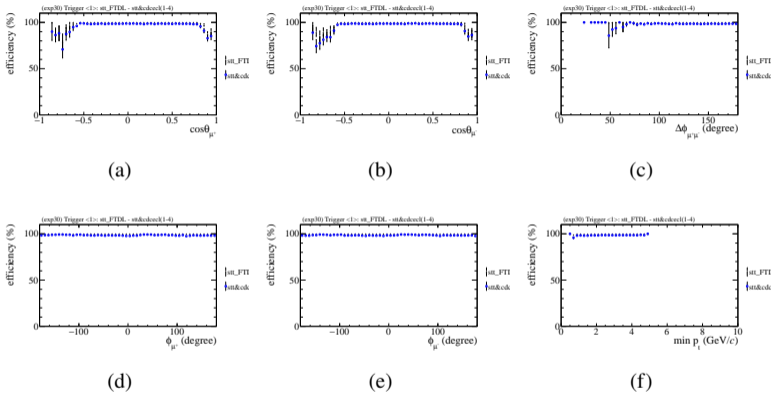 (exp30) Trigger <1>: stt_FTDL - stt&cdcecl(1-4)
efficiency (%)
100
50
0
−1
−0.5
0
0.5
1
cosθμ⁺
stt_FTI
stt&cdc
(a)
(exp30) Trigger <1>: stt_FTDL - stt&cdcecl(1-4)
efficiency (%)
100
50
0
−1
−0.5
0
0.5
1
cosθμ⁻
stt_FTI
stt&cdc
(b)
(exp30) Trigger <1>: stt_FTDL - stt&cdcecl(1-4)
efficiency (%)
100
50
0
0
50
100
150
Δϕμ⁺μ⁻ (degree)
stt_FTI
stt&cdc
(c)
(exp30) Trigger <1>: stt_FTDL - stt&cdcecl(1-4)
efficiency (%)
100
50
0
−100
0
100
ϕμ⁺ (degree)
stt_FTI
stt&cdc
(d)
(exp30) Trigger <1>: stt_FTDL - stt&cdcecl(1-4)
efficiency (%)
100
50
0
−100
0
100
ϕμ⁻ (degree)
stt_FTI
stt&cdc
(e)
(exp30) Trigger <1>: stt_FTDL - stt&cdcecl(1-4)
efficiency (%)
100
50
0
0
2
4
6
8
10
min pt (GeV/c)
stt_FTI
stt&cdc
(f)